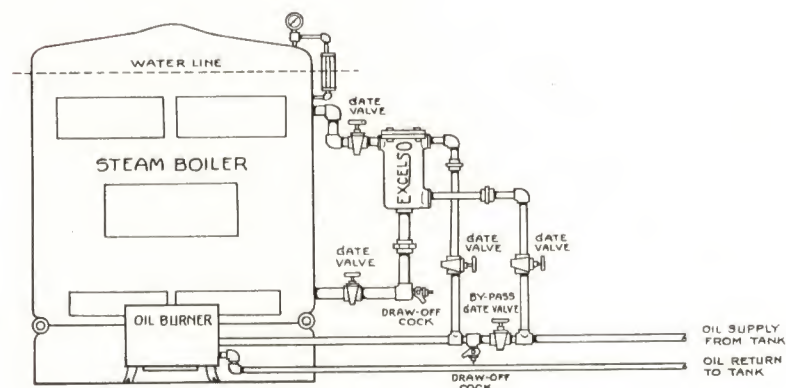 WATER LINE
GATE
VALVE
STEAM BOILER
EXCELSO
GATE
VALVE
GATE
VALVE
GATE
VALVE
DRAW-OFF
COCK
BY-PASS
GATE VALVE
OIL BURNER
OIL SUPPLY
FROM TANK
OIL RETURN
TO TANK
DRAW-OFF
COCK